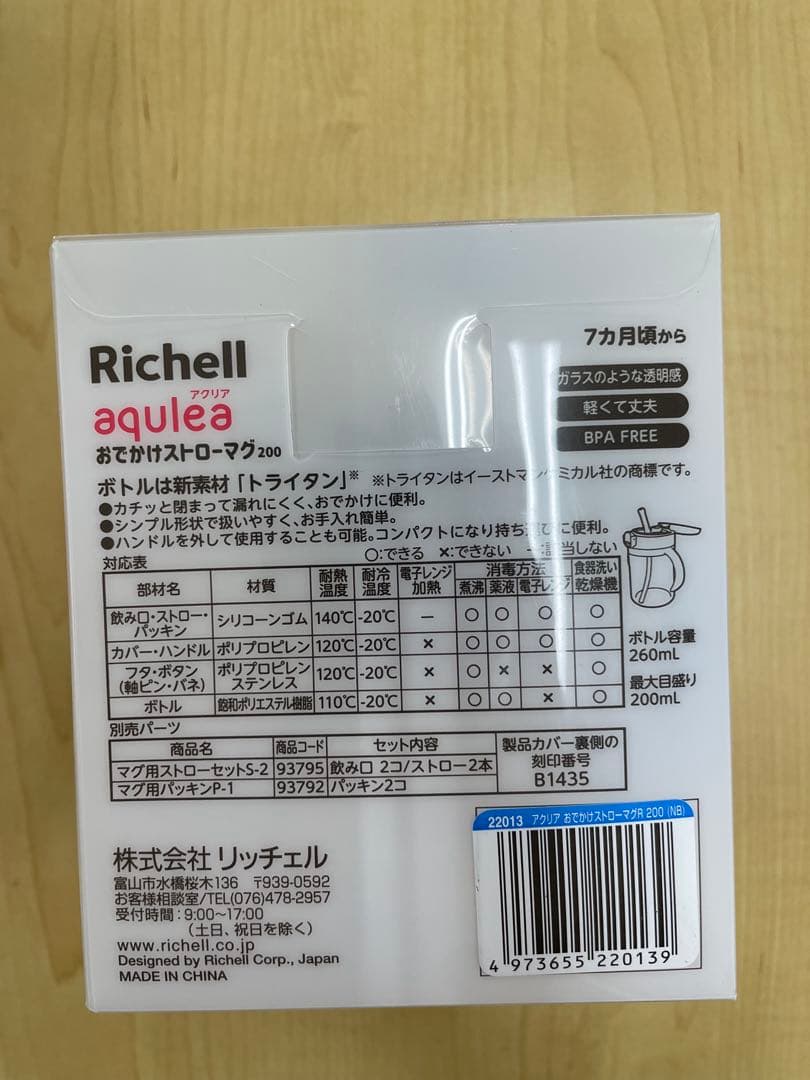 7カ月頃から
Richell
アクリア
aqulea
おでかけストローマグ200
ガラスのような透明感
軽くて丈夫
BPA FREE
ボトルは新素材「トライタン」※ ※トライタンはイーストマンケミカル社の商標です。
●カチッと閉まって漏れにくく、おでかけに便利。
●シンプル形状で扱いやすく、お手入れ簡単。
●ハンドルを外して使用することも可能。コンパクトになり持ち運びに便利。
対応表 ○:できる ×:できない ー:該当しない
部材名 材質 耐熱温度 耐冷温度 電子レンジ加熱 消毒方法 煮沸 薬液 電子レンジ 食器洗い乾燥機
飲み口・ストロー・パッキン シリコーンゴム 140℃ -20℃ ー ○ ○ ○ ○
カバー・ハンドル ポリプロピレン 120℃ -20℃ × ○ ○ ○ ○
フタ・ボタン(軸ピン・バネ) ポリプロピレン ステンレス 120℃ -20℃ × ○ × × ○
ボトル 飽和ポリエステル樹脂 110℃ -20℃ × ○ ○ × ○
ボトル容量
260mL
最大目盛り
200mL
別売パーツ
商品名 商品コード セット内容
マグ用ストローセットS-2 93795 飲み口 2コ/ストロー2本
マグ用パッキンP-1 93792 パッキン2コ
製品カバー裏側の
刻印番号
B1435
株式会社 リッチェル
富山市水橋桜木136 〒939-0592
お客様相談室/TEL(076)478-2957
受付時間:9:00〜17:00
(土日、祝日を除く)
www.richell.co.jp
Designed by Richell Corp., Japan
MADE IN CHINA
22013 アクリア おでかけストローマグR 200 (NB)
4 973655 220139